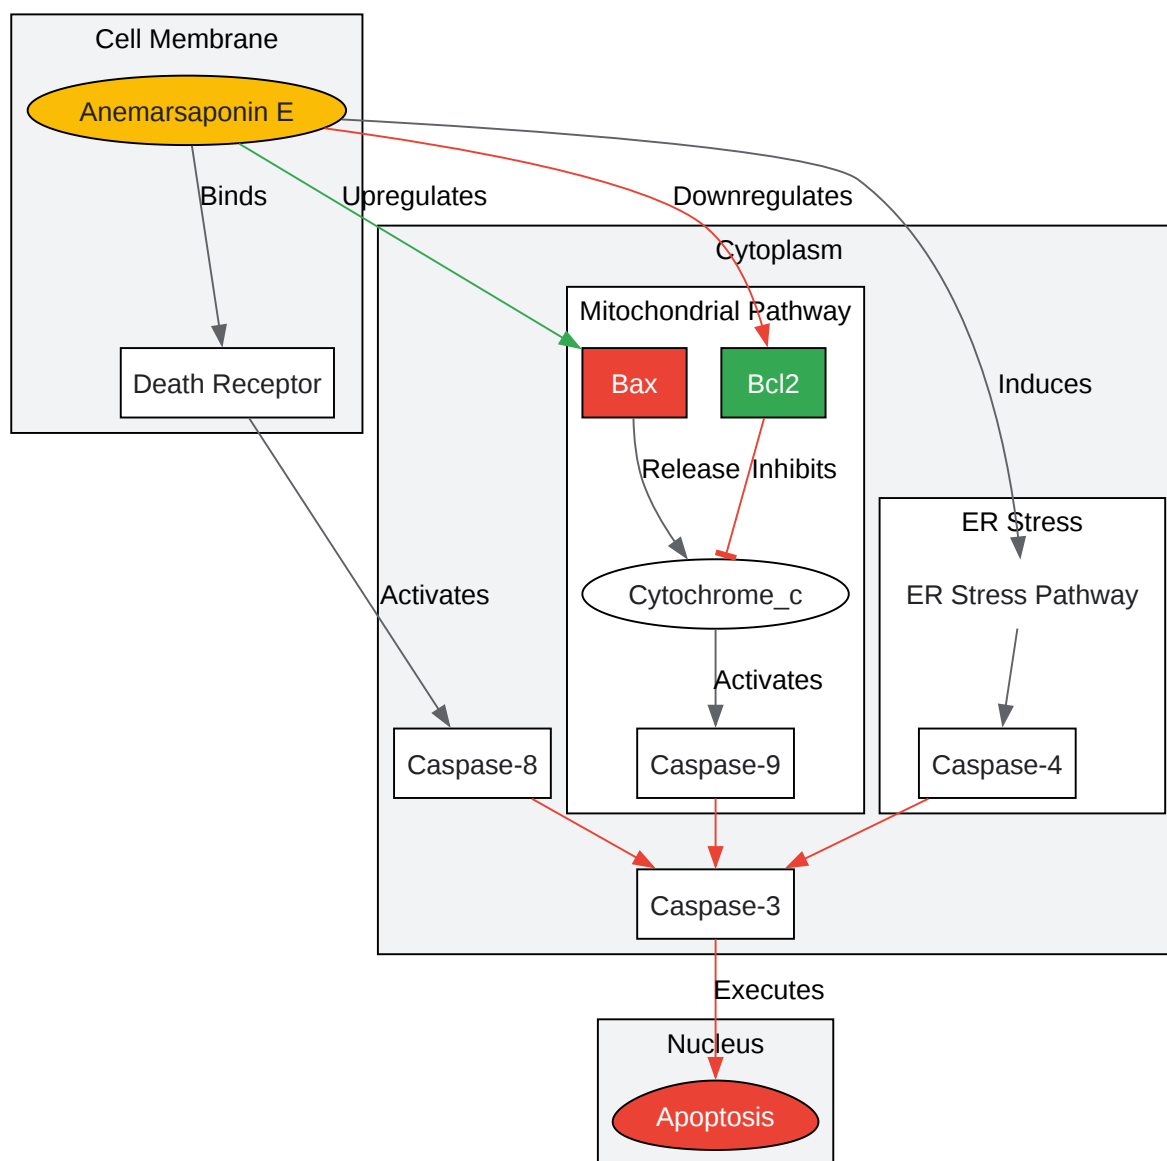 Cell Membrane
Anemarsaponin E
Binds
Upregulates
Downregulates
Cytoplasm
Mitochondrial Pathway
Death Receptor
Bax
Bcl2
Induces
Release
Inhibits
ER Stress
Activates
Cytochrome_c
ER Stress Pathway
Activates
Caspase-8
Caspase-9
Caspase-4
Caspase-3
Executes
Nucleus
Apoptosis